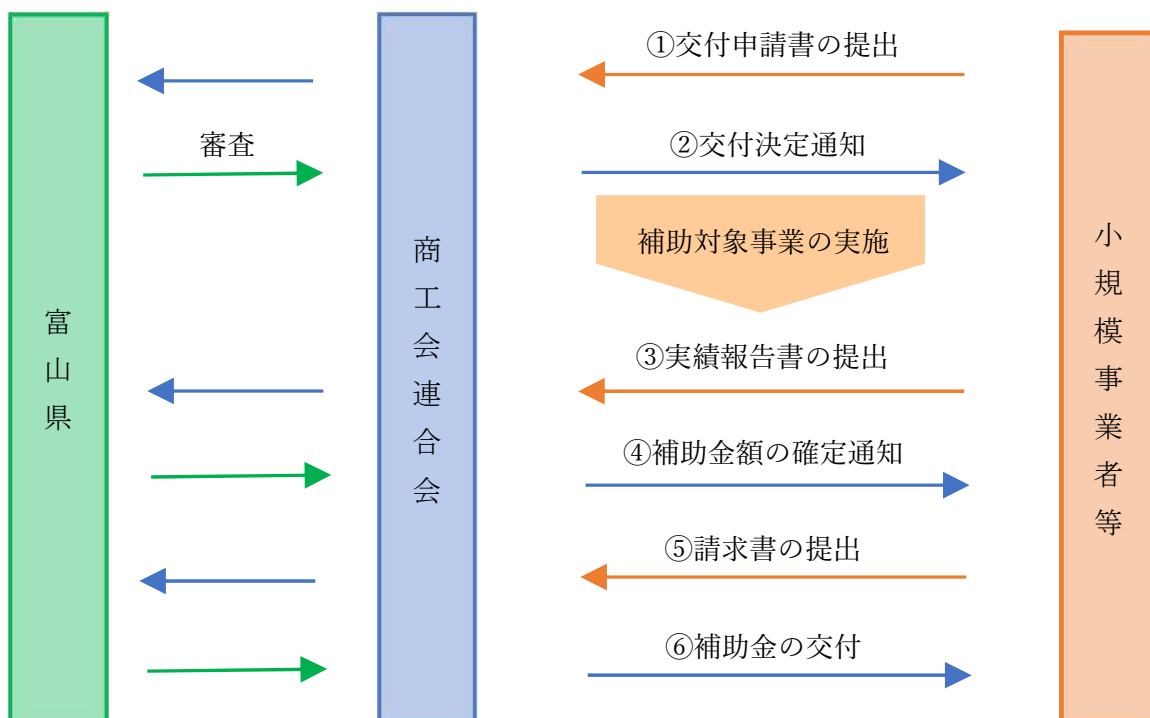 ①交付申請書の提出
審査
②交付決定通知
補助対象事業の実施
③実績報告書の提出
④補助金額の確定通知
⑤請求書の提出
⑥補助金の交付
富山県
商工会連合会
小規模事業者等